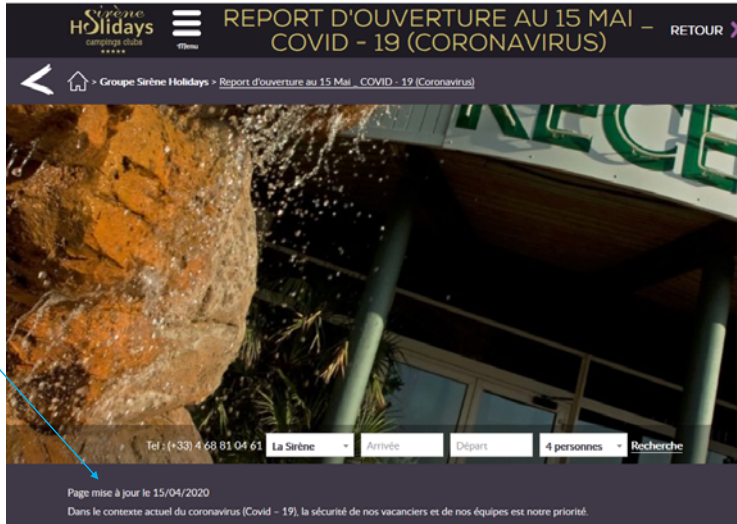 Sirène
Holidays
campings clubs
Menu
REPORT D'OUVERTURE AU 15 MAI _
COVID - 19 (CORONAVIRUS)
RETOUR
> Groupe Sirène Holidays > Report d'ouverture au 15 Mai _ COVID - 19 (Coronavirus)
RECE
Tel : (+33) 4 68 81 04 61 La Sirène Arrivée Départ 4 personnes Recherche
Page mise à jour le 15/04/2020
Dans le contexte actuel du coronavirus (Covid – 19), la sécurité de nos vacanciers et de nos équipes est notre priorité.